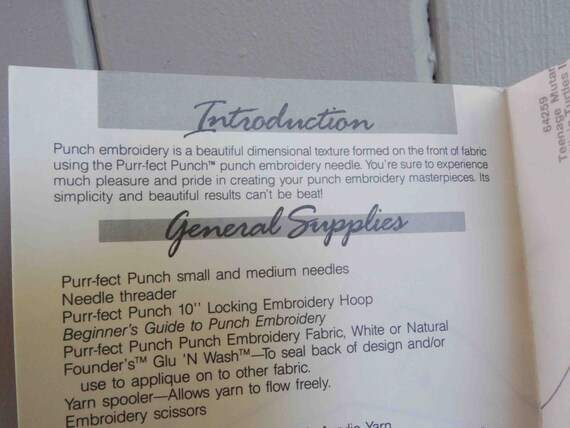 Introduction
Punch embroidery is a beautiful dimensional texture formed on the front of fabric
using the Purr-fect Punch™ punch embroidery needle. You're sure to experience
much pleasure and pride in creating your punch embroidery masterpieces. Its
simplicity and beautiful results can't be beat!
General Supplies
Purr-fect Punch small and medium needles
Needle threader
Purr-fect Punch 10'' Locking Embroidery Hoop
Beginner's Guide to Punch Embroidery
Purr-fect Punch Punch Embroidery Fabric, White or Natural
Founder's™ Glu 'N Wash™—To seal back of design and/or
use to applique on to other fabric.
Yarn spooler—Allows yarn to flow freely.
Embroidery scissors
Yarn
64259
Teenage Mutan
Turtles